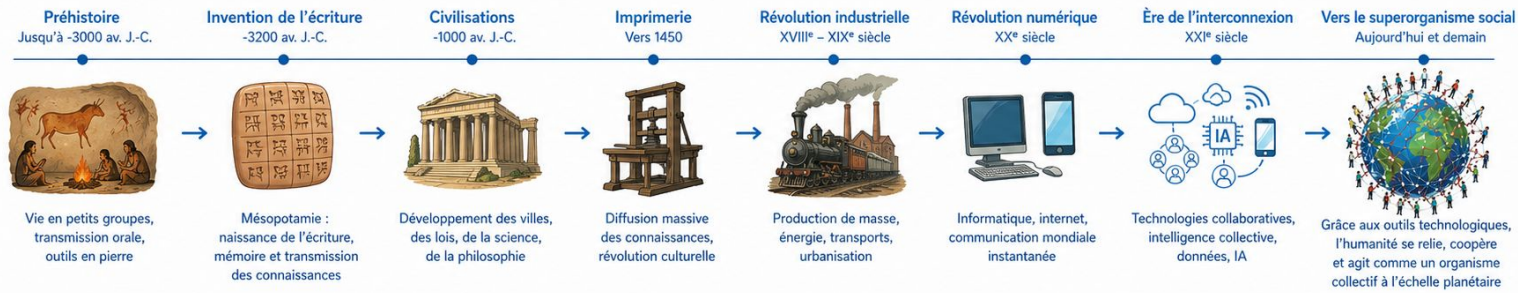 Préhistoire
Jusqu'à -3000 av. J.-C.
Vie en petits groupes,
transmission orale,
outils en pierre
Invention de l'écriture
-3200 av. J.-C.
Mésopotamie :
naissance de l'écriture,
mémoire et transmission
des connaissances
Civilisations
-1000 av. J.-C.
Développement des villes,
des lois, de la science,
de la philosophie
Imprimerie
Vers 1450
Diffusion massive
des connaissances,
révolution culturelle
Révolution industrielle
XVIIIᵉ – XIXᵉ siècle
Production de masse,
énergie, transports,
urbanisation
Révolution numérique
XXᵉ siècle
Informatique, internet,
communication mondiale
instantanée
Ère de l'interconnexion
XXIᵉ siècle
IA
Technologies collaboratives,
intelligence collective,
données, IA
Vers le superorganisme social
Aujourd'hui et demain
Grâce aux outils technologiques,
l'humanité se relie, coopère
et agit comme un organisme
collectif à l'échelle planétaire